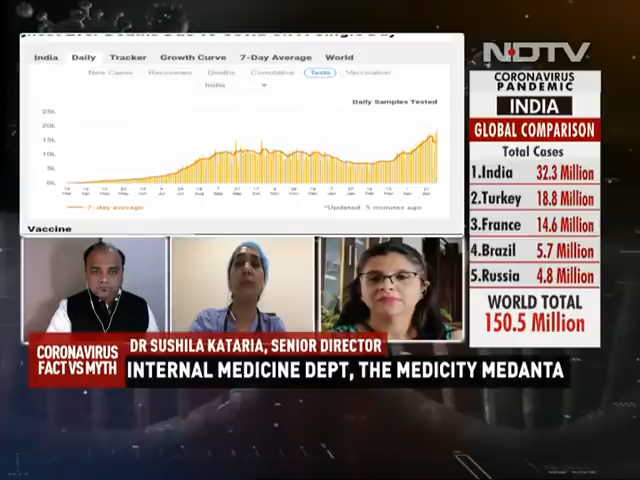 India Daily Tracker Growth Curve 7-Day Average World
New Cases Recoveries Deaths Cumulative Tests Vaccination
India
Daily Samples Tested
25L
20L
15L
10L
5L
0L
7-day average
*Updated: 5 minutes ago
Vaccine
NDTV
CORONAVIRUS
PANDEMIC
INDIA
GLOBAL COMPARISON
Total Cases
1.India 32.3 Million
2.Turkey 18.8 Million
3.France 14.6 Million
4.Brazil 5.7 Million
5.Russia 4.8 Million
WORLD TOTAL
150.5 Million
CORONAVIRUS
FACT VS MYTH
DR SUSHILA KATARIA, SENIOR DIRECTOR
INTERNAL MEDICINE DEPT, THE MEDICITY MEDANTA